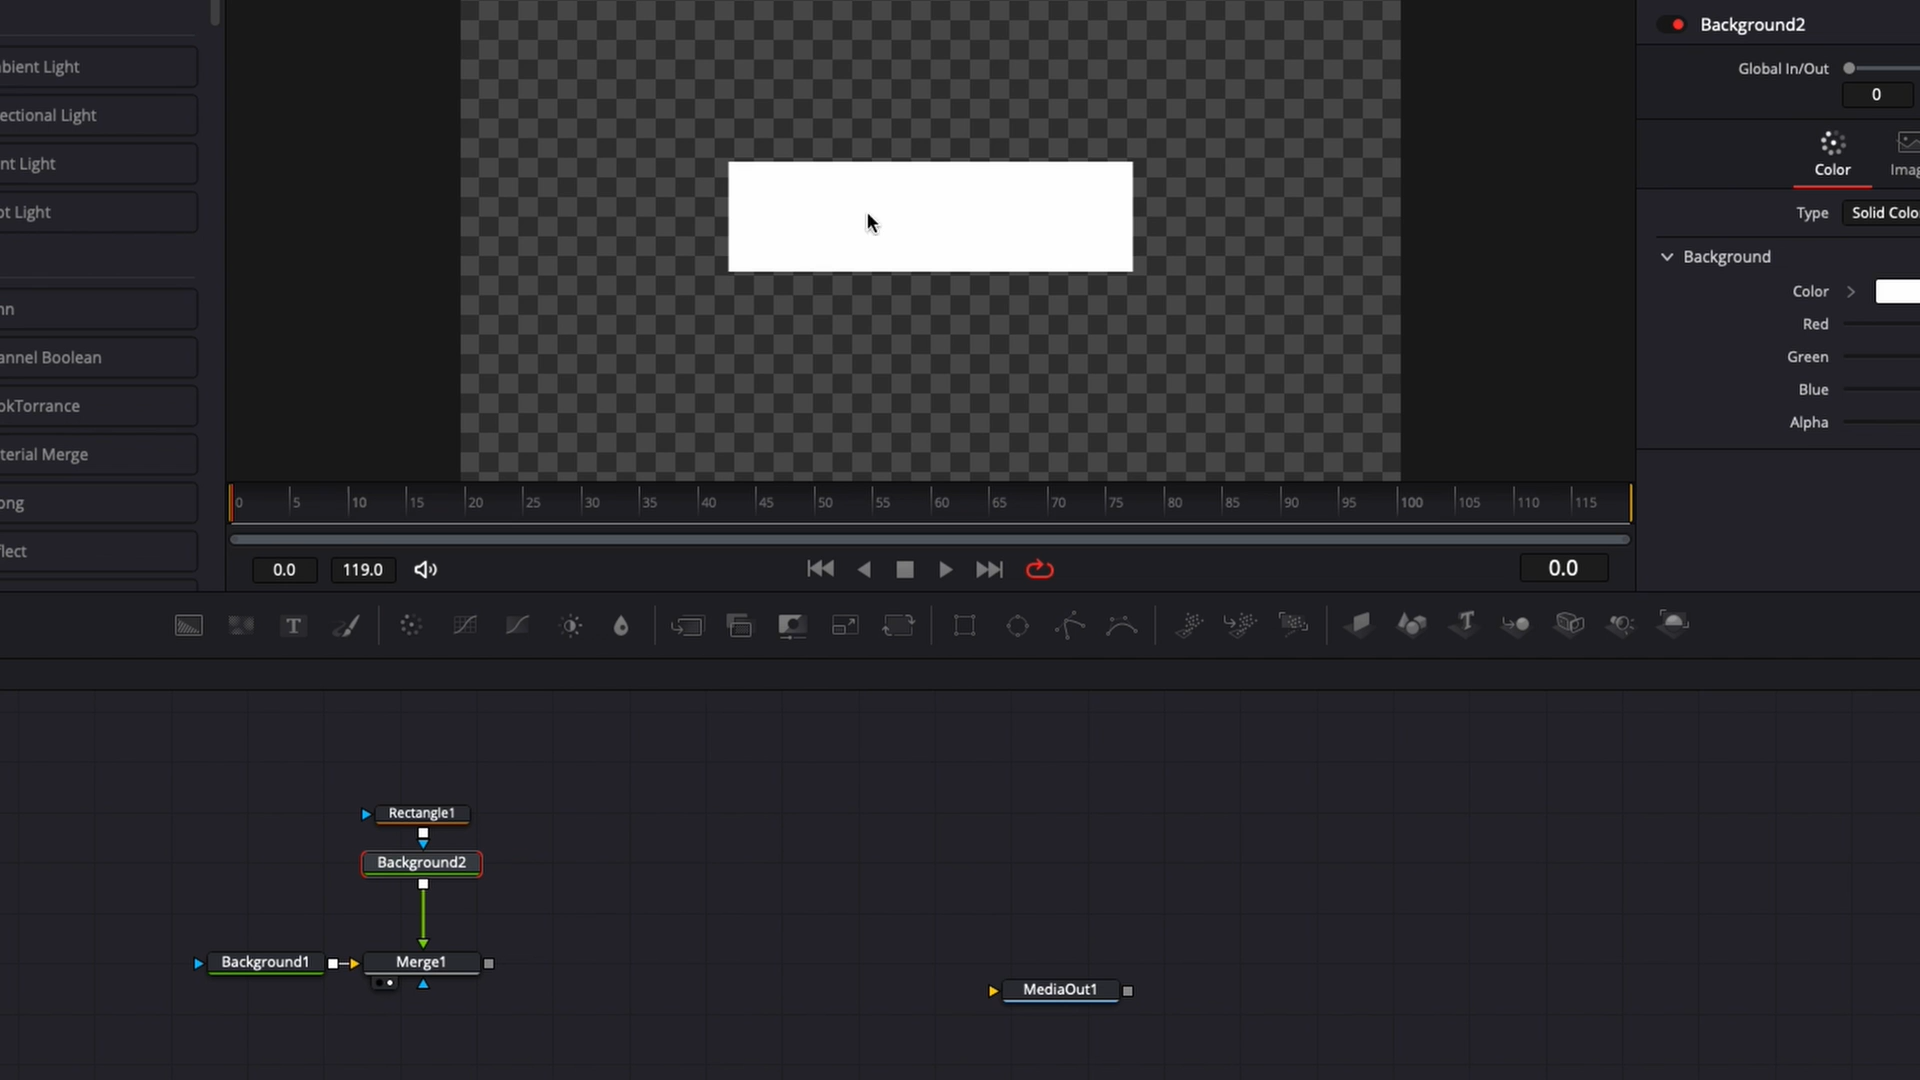 Background2
Global In/Out
0
bient Light
ectional Light
nt Light
ot Light
nn
annel Boolean
okTorrance
terial Merge
ong
flect
Color
Imag
Type
Solid Colo
Background
Color
Red
Green
Blue
Alpha
0 5 10 15 20 25 30 35 40 45 50 55 60 65 70 75 80 85 90 95 100 105 110 115
0.0
119.0
0.0
T
T
Rectangle1
Background2
Background1
Merge1
MediaOut1